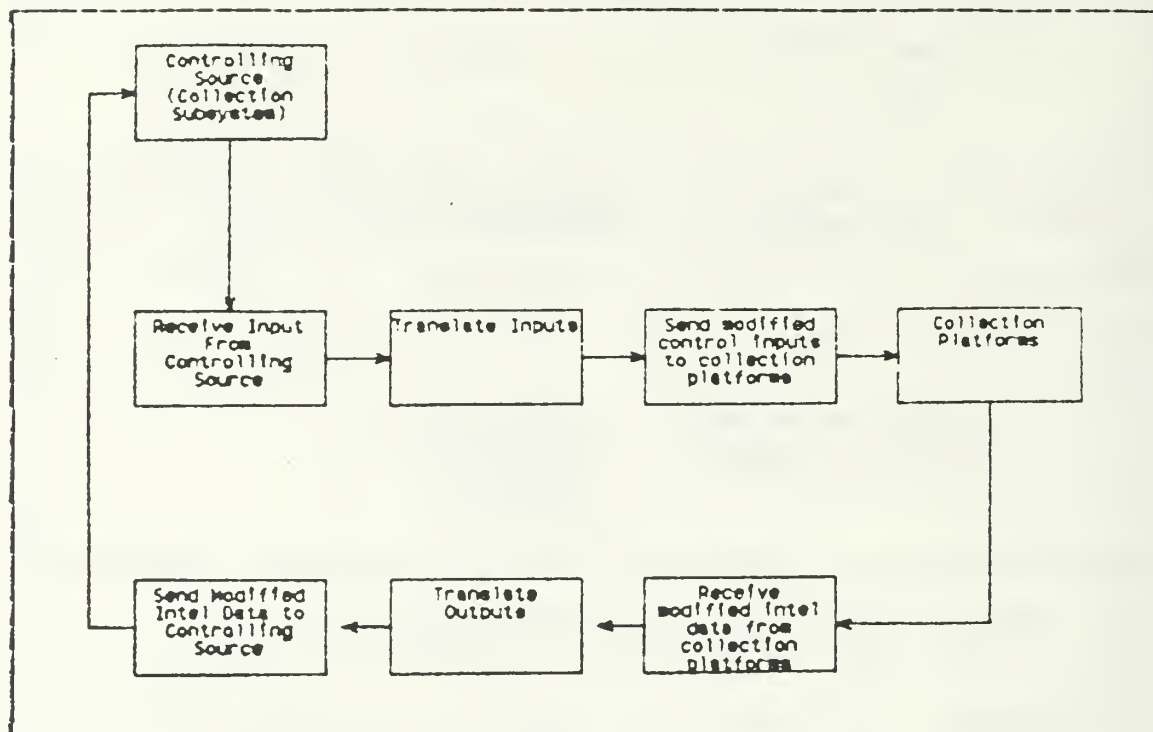 Controlling
Source
(Collection
Subsystem)
Receive Input
From
Controlling
Source
Translate Inputs
Send modified
control inputs
to collection
platforms
Collection
Platforms
Send Modified
Intel Data to
Controlling
Source
Translate
Outputs
Receive
modified intel
data from
collection
platforms